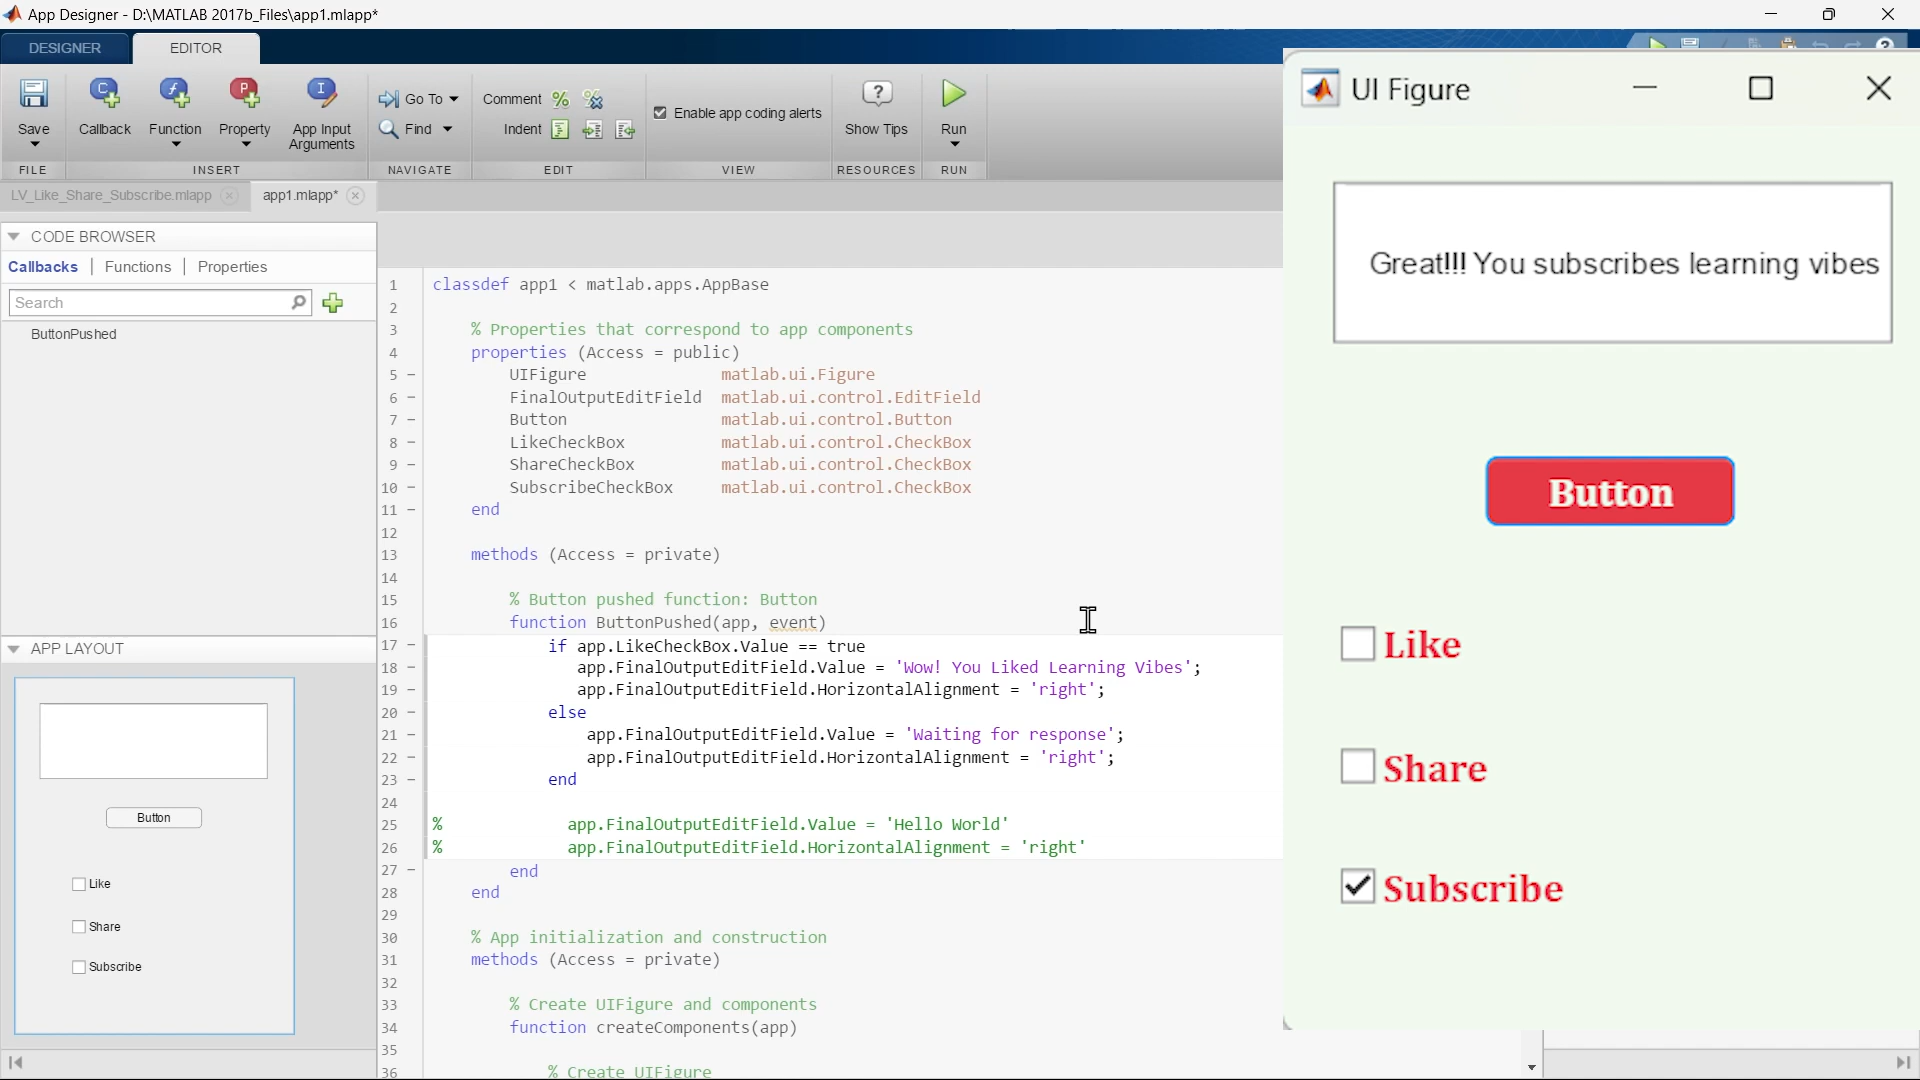 App Designer - D:\MATLAB 2017b_Files\app1.mlapp*
DESIGNER EDITOR
Save Callback Function Property App Input Arguments Go To Find Comment Indent Enable app coding alerts Show Tips Run
FILE INSERT NAVIGATE EDIT VIEW RESOURCES RUN
LV_Like_Share_Subscribe.mlapp app1.mlapp*
CODE BROWSER
Callbacks Functions Properties
Search
ButtonPushed
APP LAYOUT
Button
Like
Share
Subscribe
1 classdef app1 < matlab.apps.AppBase
2
3 % Properties that correspond to app components
4 properties (Access = public)
5 - UIFigure matlab.ui.Figure
6 - FinalOutputEditField matlab.ui.control.EditField
7 - Button matlab.ui.control.Button
8 - LikeCheckBox matlab.ui.control.CheckBox
9 - ShareCheckBox matlab.ui.control.CheckBox
10 - SubscribeCheckBox matlab.ui.control.CheckBox
11 - end
12
13 methods (Access = private)
14
15 % Button pushed function: Button
16 function ButtonPushed(app, event)
17 - if app.LikeCheckBox.Value == true
18 - app.FinalOutputEditField.Value = 'Wow! You Liked Learning Vibes';
19 - app.FinalOutputEditField.HorizontalAlignment = 'right';
20 - else
21 - app.FinalOutputEditField.Value = 'Waiting for response';
22 - app.FinalOutputEditField.HorizontalAlignment = 'right';
23 - end
24
25 % app.FinalOutputEditField.Value = 'Hello World'
26 % app.FinalOutputEditField.HorizontalAlignment = 'right'
27 - end
28 end
29
30 % App initialization and construction
31 methods (Access = private)
32
33 % Create UIFigure and components
34 function createComponents(app)
35
36 % Create UIFigure
UI Figure
Great!!! You subscribes learning vibes
Button
Like
Share
Subscribe